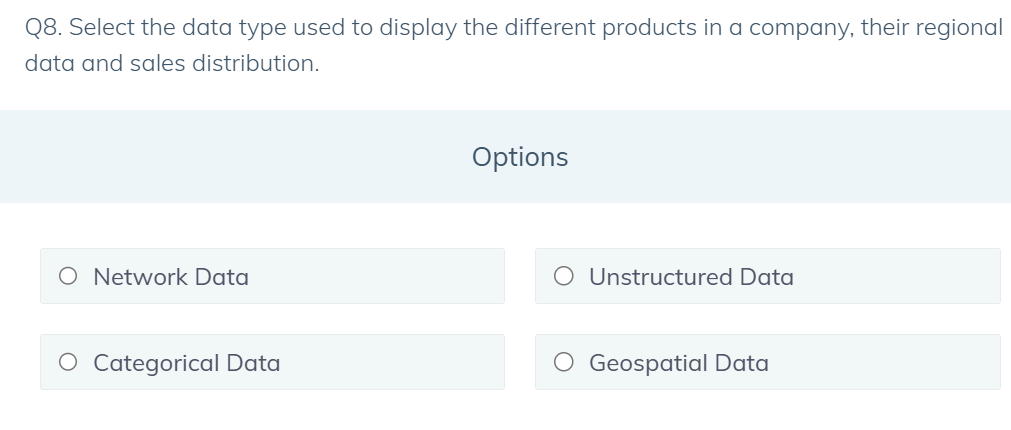 Q8. Select the data type used to display the different products in a company, their regional
data and sales distribution.
Options
Network Data
Unstructured Data
Categorical Data
Geospatial Data